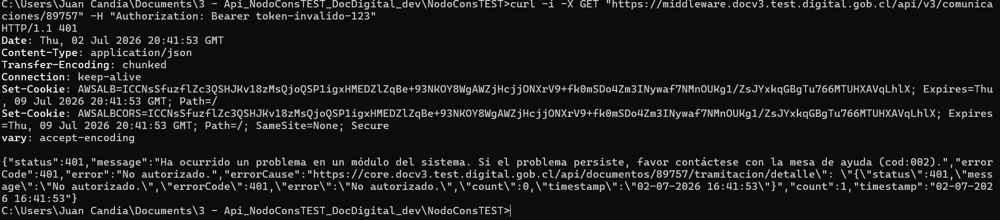 C:\Users\Juan Candia\Documents\3 - Api_NodoConsTEST_DocDigital_dev\NodoConsTEST>curl -i -X GET "https://middleware.docv3.test.digital.gob.cl/api/v3/comunica
ciones/89757" -H "Authorization: Bearer token-invalido-123"
HTTP/1.1 401
Date: Thu, 02 Jul 2026 20:41:53 GMT
Content-Type: application/json
Transfer-Encoding: chunked
Connection: keep-alive
Set-Cookie: AWSALB=ICCNsSfuzflZc3QSHJKv18zMsQjoQSP1igxHMEDZlZqBe+93NKOY8WgAWZjHcjjONXrV9+fk0mSDo4Zm3INywaf7NMnOUKg1/ZsJYxkqGBgTu766MTUHXAVqLhlX; Expires=Thu
, 09 Jul 2026 20:41:53 GMT; Path=/
Set-Cookie: AWSALBCORS=ICCNsSfuzflZc3QSHJKv18zMsQjoQSP1igxHMEDZlZqBe+93NKOY8WgAWZjHcjjONXrV9+fk0mSDo4Zm3INywaf7NMnOUKg1/ZsJYxkqGBgTu766MTUHXAVqLhlX; Expires
=Thu, 09 Jul 2026 20:41:53 GMT; Path=/; SameSite=None; Secure
vary: accept-encoding
{"status":401,"message":"Ha ocurrido un problema en un módulo del sistema. Si el problema persiste, favor contáctese con la mesa de ayuda (cod:002).","error
Code":401,"error":"No autorizado.","errorCause":"https://core.docv3.test.digital.gob.cl/api/documentos/89757/tramitacion/detalle\": \"{\"status\":401,\"mess
age\":\"No autorizado.\",\"errorCode\":401,\"error\":\"No autorizado.\",\"count\":0,\"timestamp\":\"02-07-2026 16:41:53\"}","count":1,"timestamp":"02-07-202
6 16:41:53"}
C:\Users\Juan Candia\Documents\3 - Api_NodoConsTEST_DocDigital_dev\NodoConsTEST>